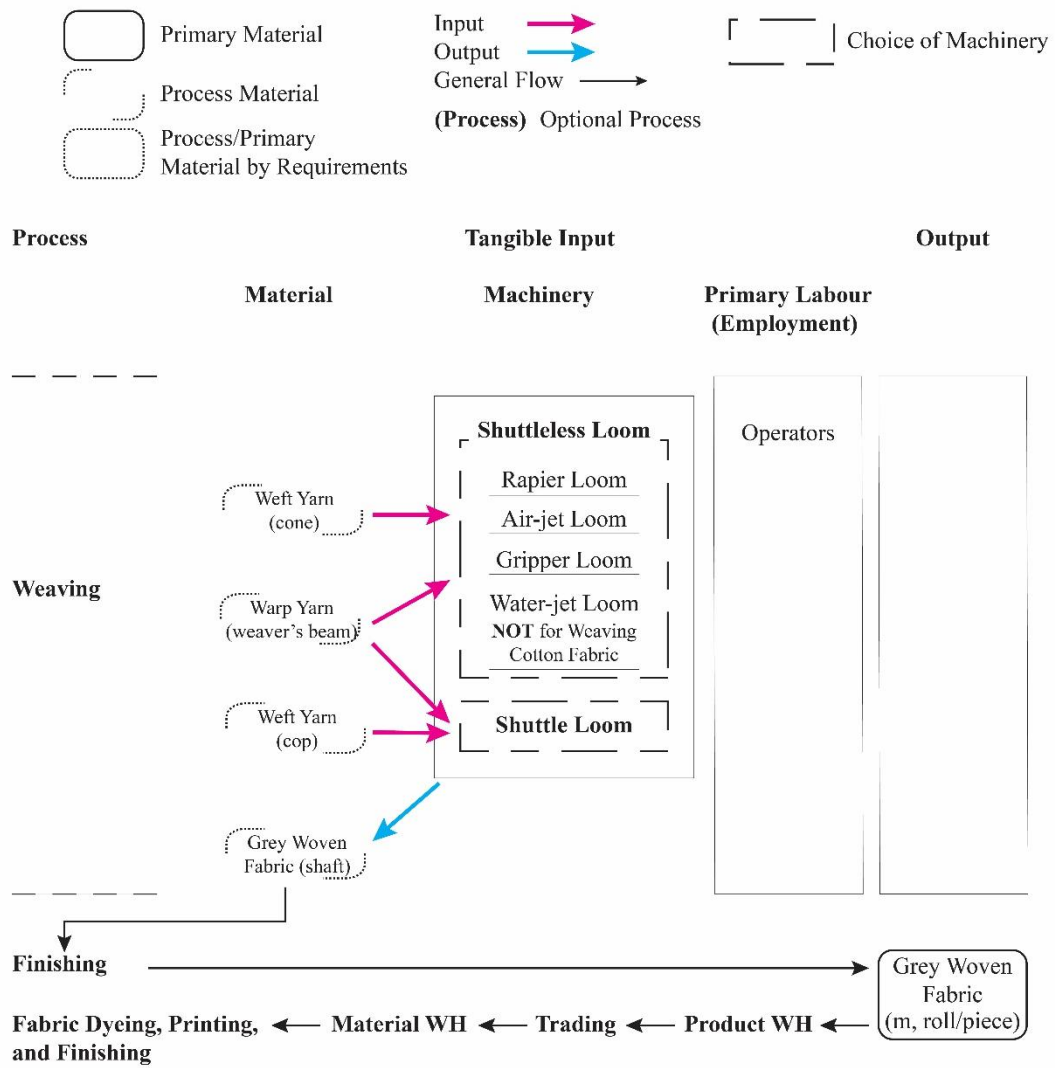 Primary Material
Process Material
Process/Primary
Material by Requirements
Input
Output
General Flow
(Process) Optional Process
Choice of Machinery
Process
Tangible Input
Output
Material
Machinery
Primary Labour
(Employment)
Weaving
Weft Yarn
(cone)
Warp Yarn
(weaver's beam)
Weft Yarn
(cop)
Grey Woven
Fabric (shaft)
Shuttleless Loom
Rapier Loom
Air-jet Loom
Gripper Loom
Water-jet Loom
NOT for Weaving
Cotton Fabric
Shuttle Loom
Operators
Finishing
Grey Woven
Fabric
(m, roll/piece)
Product WH
Trading
Material WH
Fabric Dyeing, Printing,
and Finishing